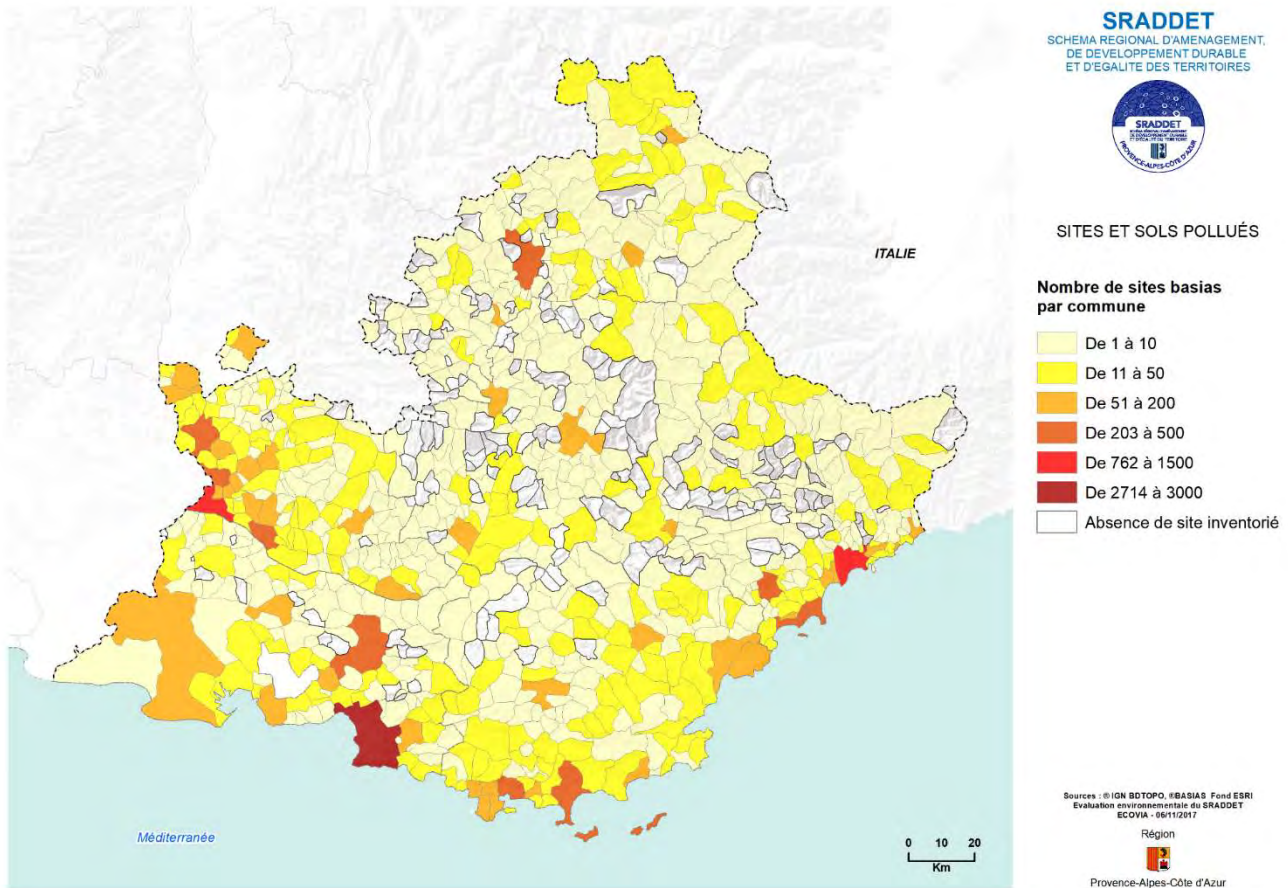 SRADDET
SCHEMA REGIONAL D'AMENAGEMENT,
DE DEVELOPPEMENT DURABLE
ET D'EGALITE DES TERRITOIRES
SRADDET
PROVENCE-ALPES-CÔTE D'AZUR
SITES ET SOLS POLLUÉS
Nombre de sites basias
par commune
De 1 à 10
De 11 à 50
De 51 à 200
De 203 à 500
De 762 à 1500
De 2714 à 3000
Absence de site inventorié
ITALIE
Méditerranée
0 10 20
Km
Sources : © IGN BDTOPO, ©BASIAS Fond ESRI
Evaluation environnementale du SRADDET
ECOVIA - 06/11/2017
Région
Provence-Alpes-Côte d'Azur